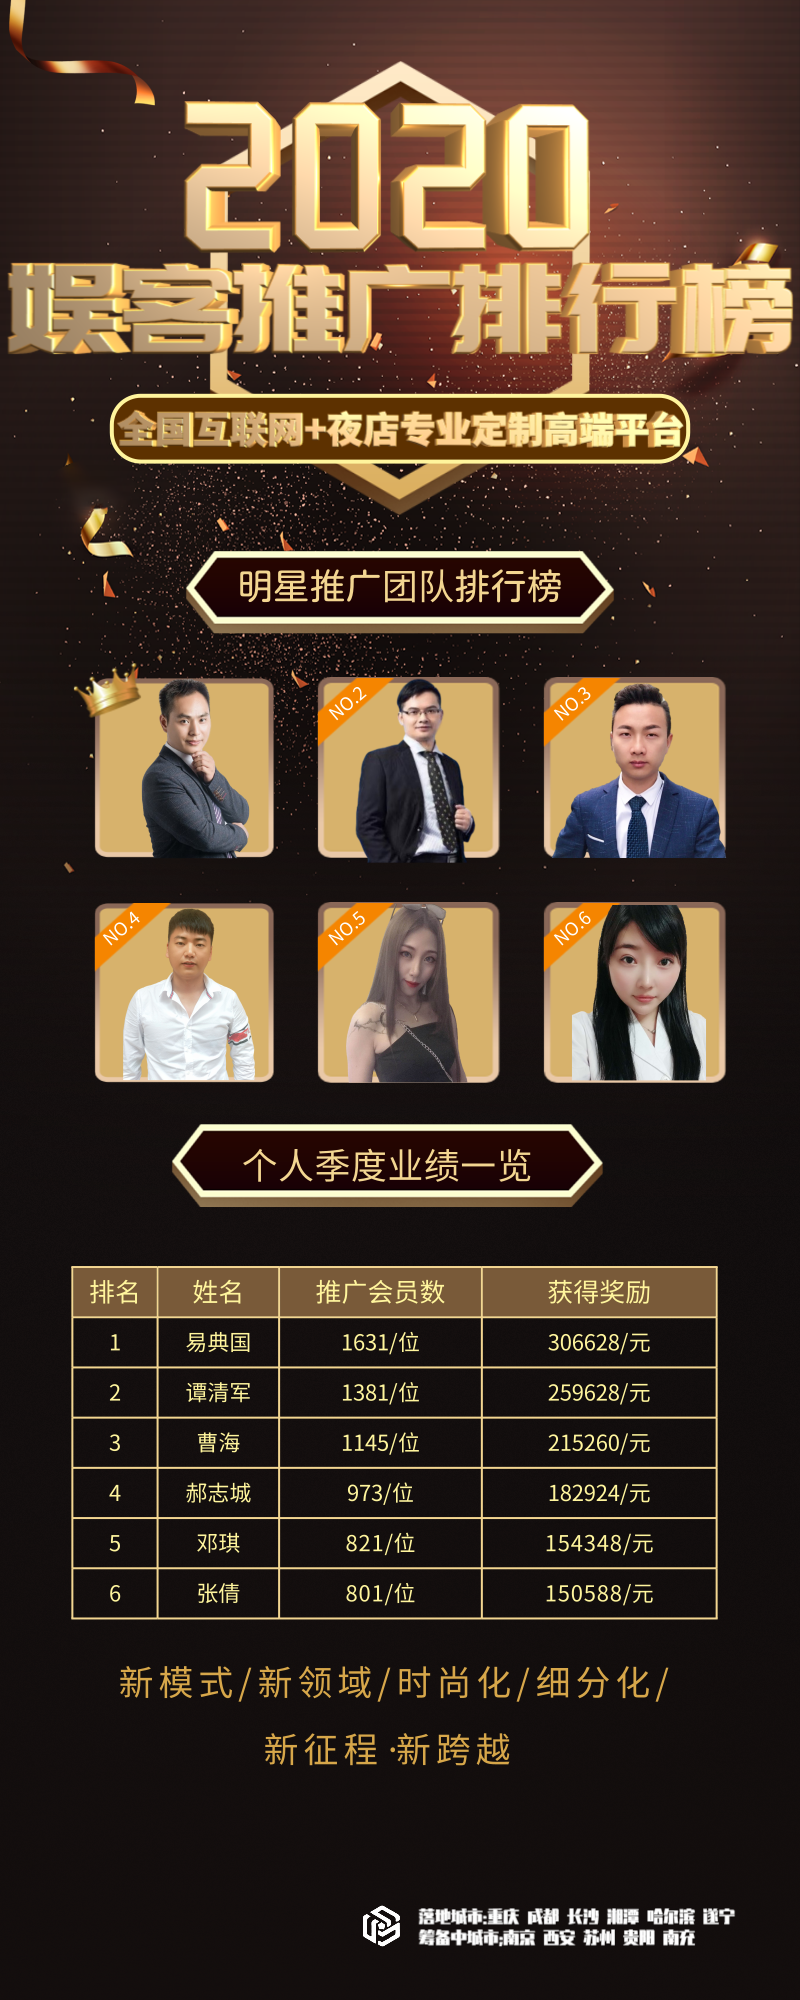 2020
娱客推广排行榜
全国互联网+夜店专业定制高端平台
明星推广团队排行榜
NO.2
NO.3
NO.4
NO.5
NO.6
个人季度业绩一览
排名 姓名 推广会员数 获得奖励
1 易典国 1631/位 306628/元
2 谭清军 1381/位 259628/元
3 曹海 1145/位 215260/元
4 郝志城 973/位 182924/元
5 邓琪 821/位 154348/元
6 张倩 801/位 150588/元
新模式/新领域/时尚化/细分化/
新征程·新跨越
落地城市:重庆 成都 长沙 湘潭 哈尔滨 遂宁
筹备中城市:南京 西安 苏州 贵阳 南充